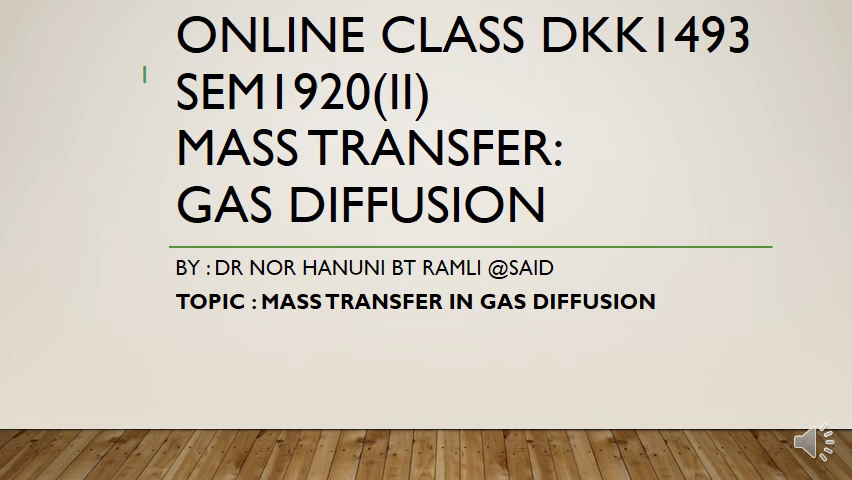 ONLINE CLASS DKK1493
1
SEM1920(II)
MASS TRANSFER:
GAS DIFFUSION
BY : DR NOR HANUNI BT RAMLI @SAID
TOPIC : MASS TRANSFER IN GAS DIFFUSION